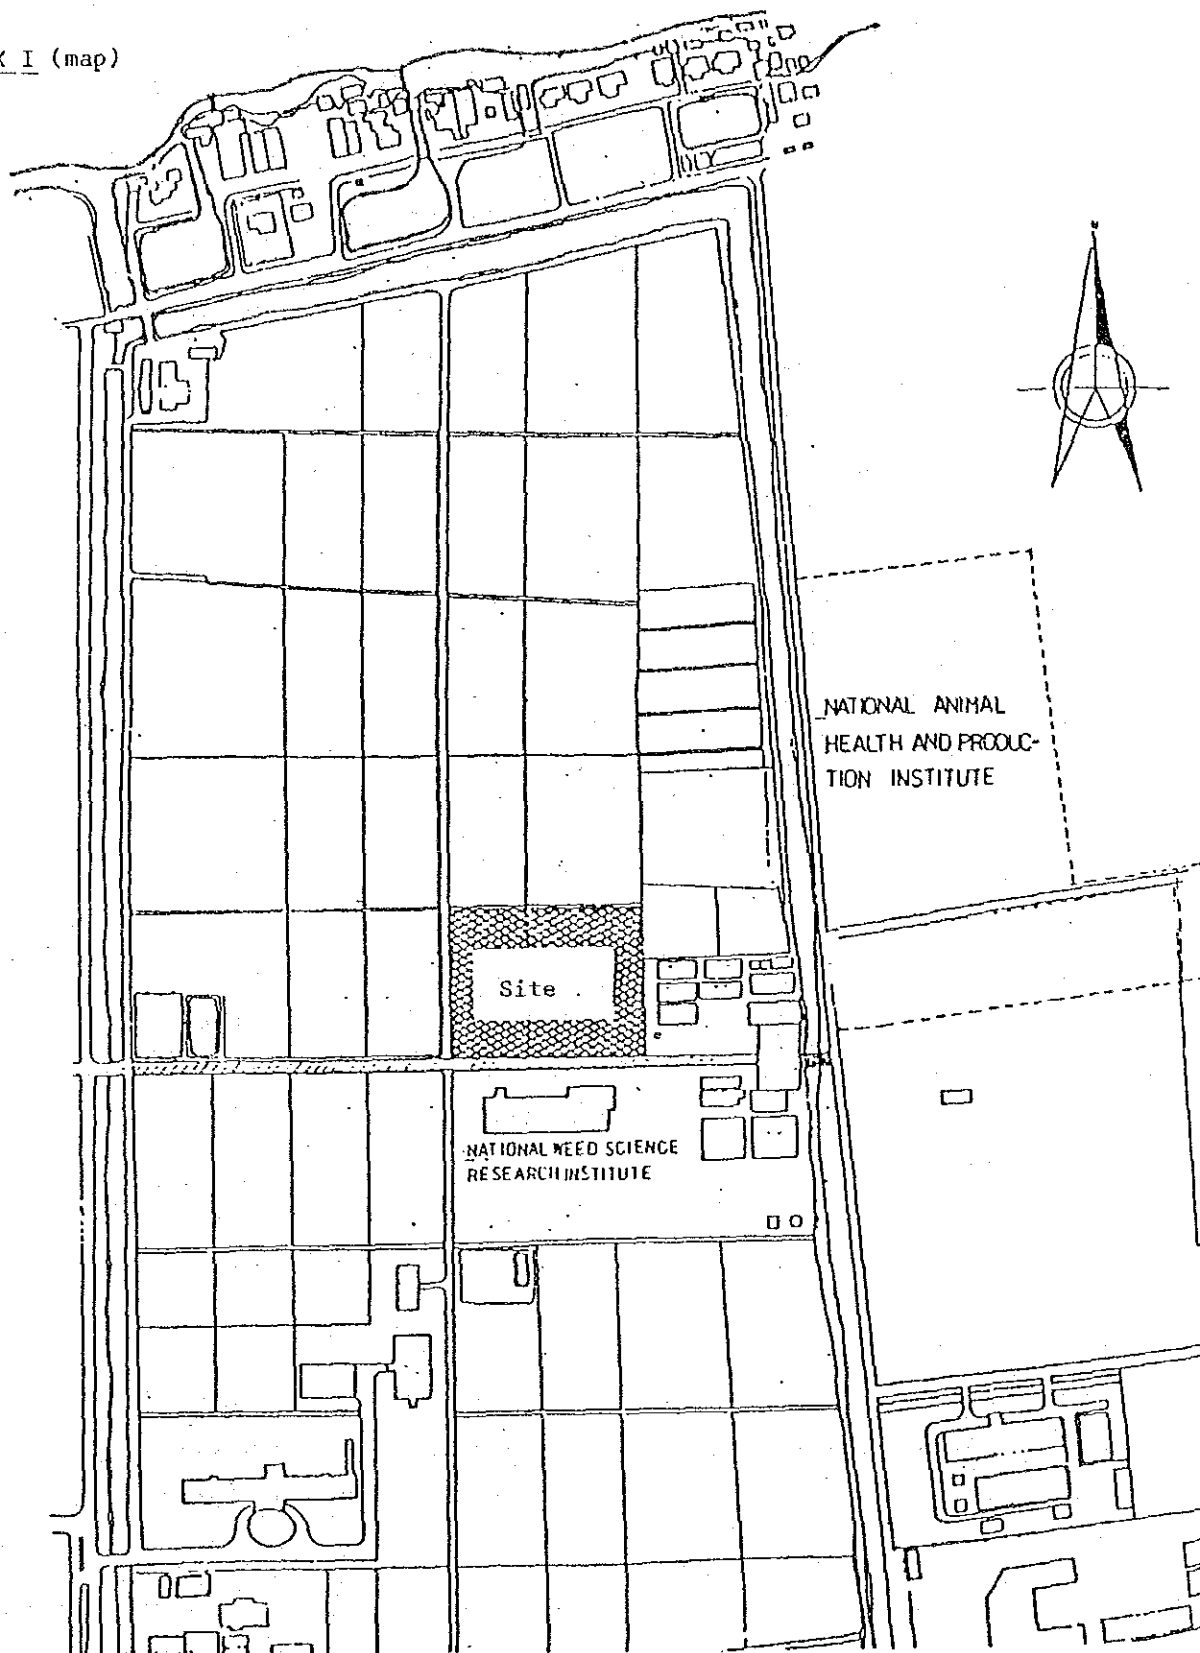 X I (map)
N
NATIONAL ANIMAL
HEALTH AND PRODUC-
TION INSTITUTE
Site
NATIONAL WEED SCIENCE
RESEARCH INSTITUTE